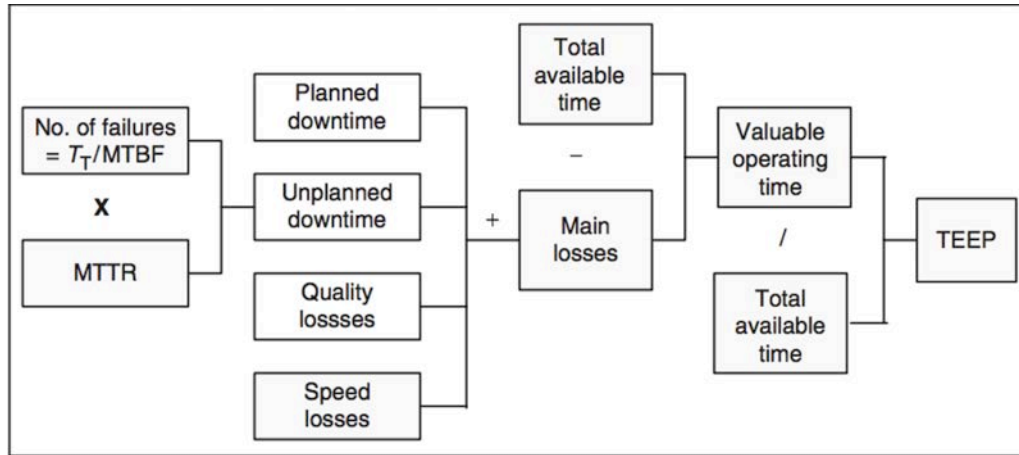 No. of failures
= T_T/MTBF
X
MTTR
Planned
downtime
Unplanned
downtime
Quality
lossses
Speed
losses
+
Total
available
time
–
Main
losses
Valuable
operating
time
/
Total
available
time
TEEP